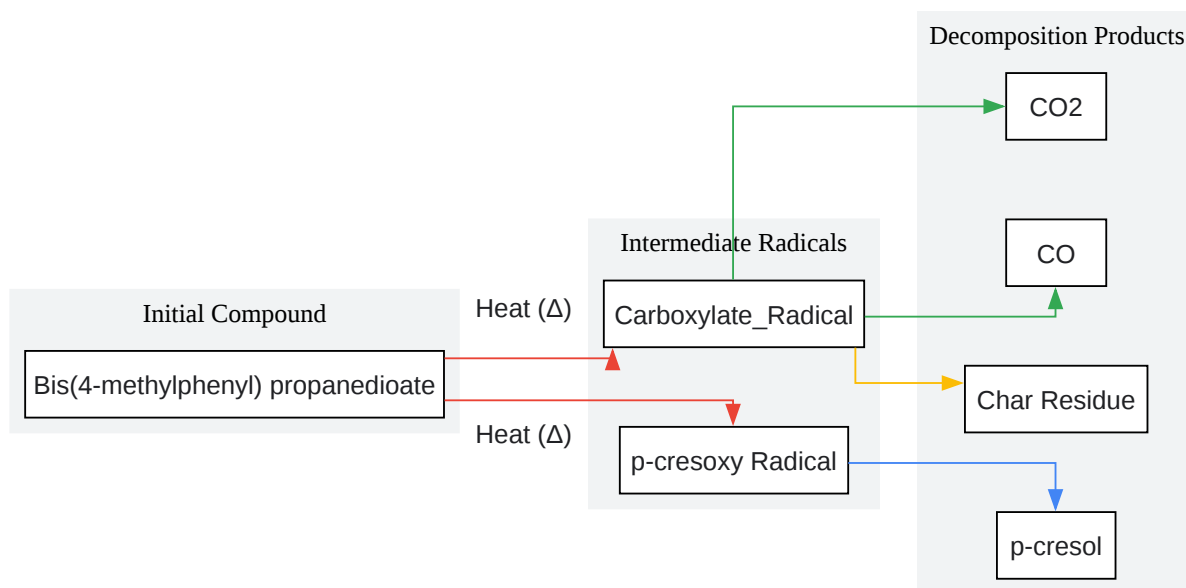 Decomposition Products
CO2
Intermediate Radicals
CO
Initial Compound
Heat (Δ)
Carboxylate_Radical
Bis(4-methylphenyl) propanedioate
Char Residue
Heat (Δ)
p-cresoxy Radical
p-cresol